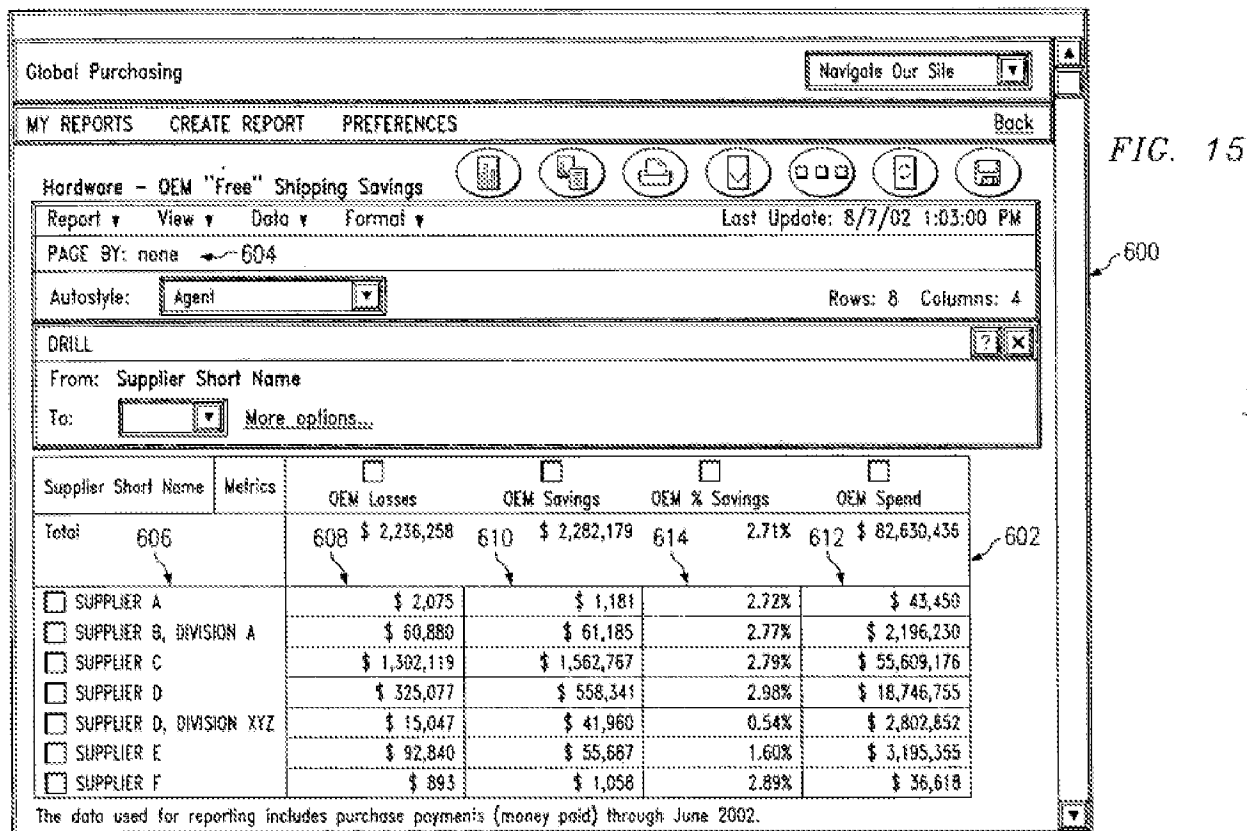 Global Purchasing Navigate Our Site
MY REPORTS CREATE REPORT PREFERENCES Back
FIG. 15
Hardware - OEM "Free" Shipping Savings
Report View Data Format Last Update: 8/7/02 1:03:00 PM
PAGE BY: none 604
600
Autostyle: Agent Rows: 8 Columns: 4
DRILL ? X
From: Supplier Short Name
To: More options...
Supplier Short Name Metrics OEM Losses OEM Savings OEM % Savings OEM Spend
Total $ 2,236,258 $ 2,282,179 2.71% $ 82,630,436
606 608 610 614 612 602
SUPPLIER A $ 2,075 $ 1,181 2.72% $ 43,450
SUPPLIER B, DIVISION A $ 60,880 $ 61,185 2.77% $ 2,196,230
SUPPLIER C $ 1,302,119 $ 1,562,767 2.79% $ 55,609,176
SUPPLIER D $ 325,077 $ 558,341 2.98% $ 18,746,755
SUPPLIER D, DIVISION XYZ $ 15,047 $ 41,960 0.54% $ 2,802,852
SUPPLIER E $ 92,840 $ 55,687 1.60% $ 3,195,355
SUPPLIER F $ 893 $ 1,058 2.89% $ 36,618
The data used for reporting includes purchase payments (money paid) through June 2002.